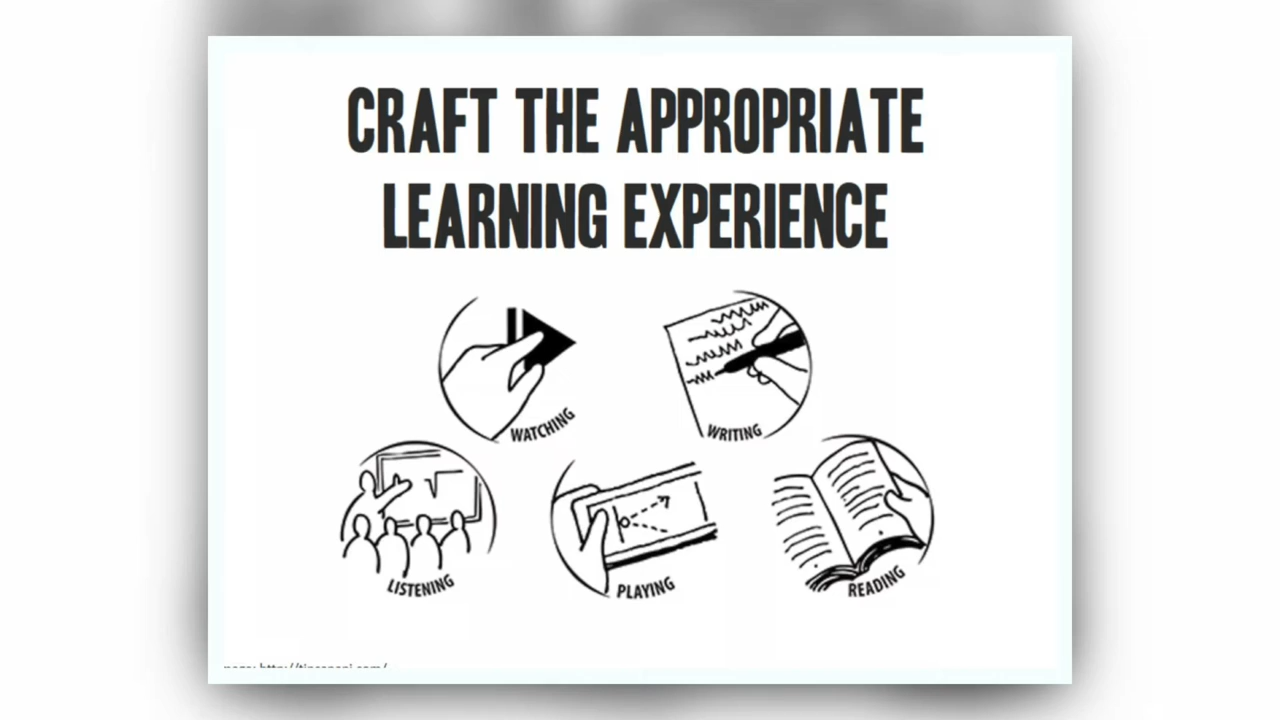 CRAFT THE APPROPRIATE
LEARNING EXPERIENCE
WATCHING
WRITING
LISTENING
PLAYING
READING